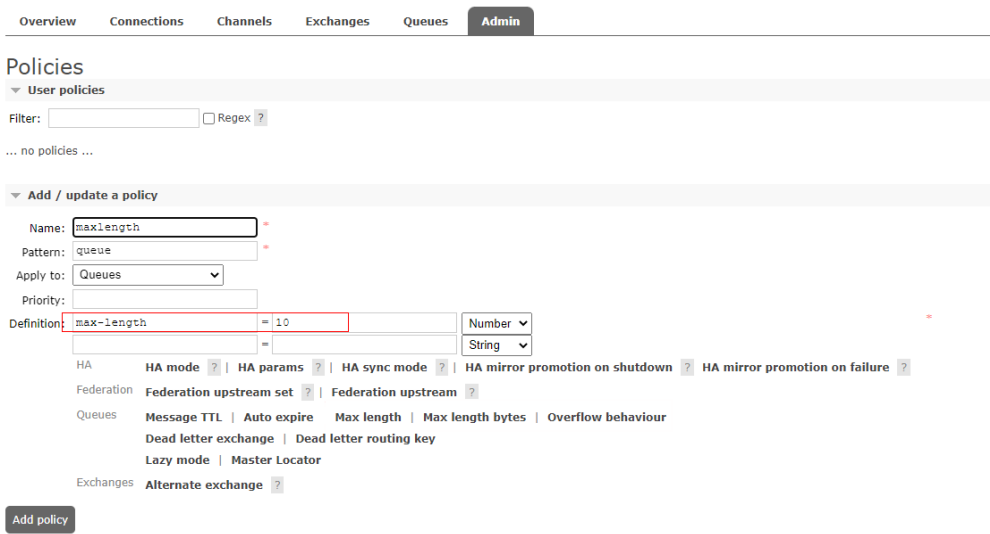 Overview Connections Channels Exchanges Queues Admin
Policies
User policies
Filter: Regex ?
... no policies ...
Add / update a policy
Name: maxlength *
Pattern: queue *
Apply to: Queues
Priority:
Definition: max-length = 10 Number *
= String
HA HA mode ? | HA params ? | HA sync mode ? | HA mirror promotion on shutdown ? HA mirror promotion on failure ?
Federation Federation upstream set ? | Federation upstream ?
Queues Message TTL | Auto expire Max length | Max length bytes | Overflow behaviour
Dead letter exchange | Dead letter routing key
Lazy mode | Master Locator
Exchanges Alternate exchange ?
Add policy